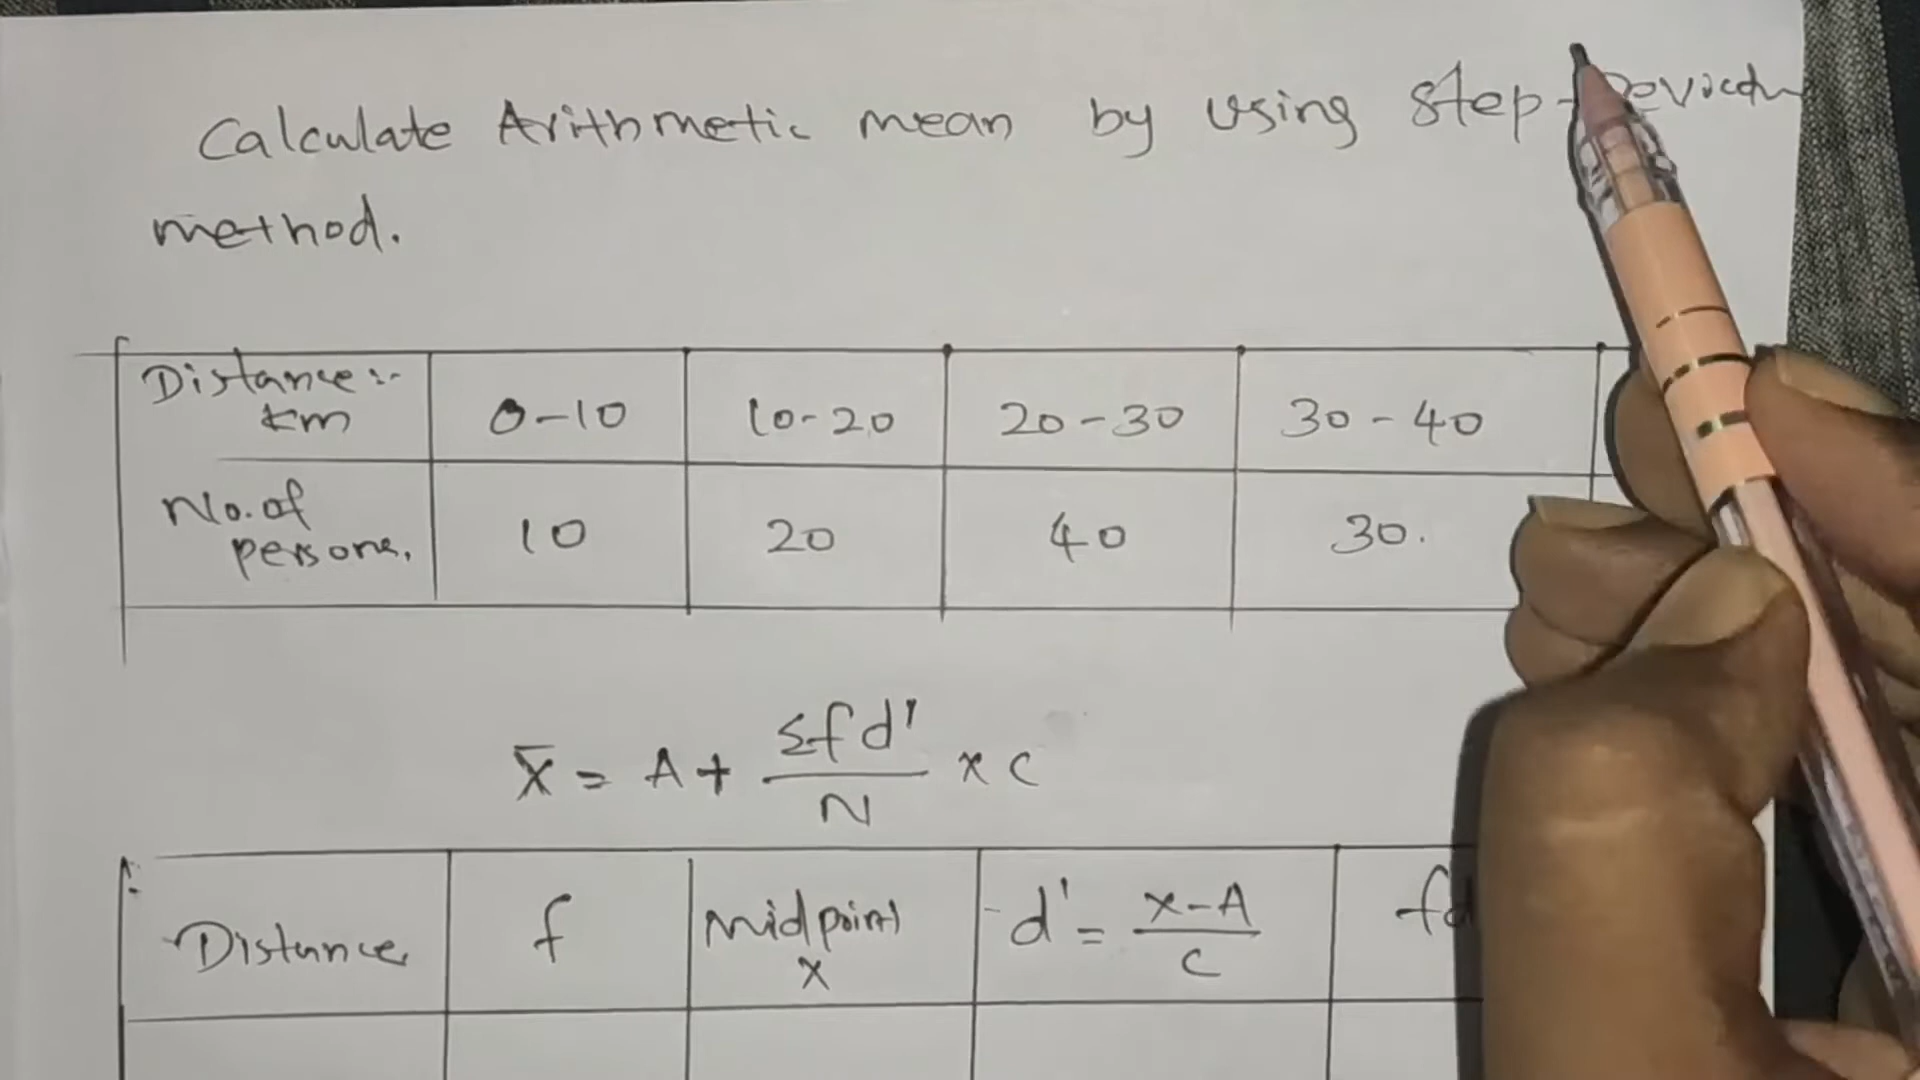 Calculate Arithmetic mean by using step-
method.
Distance:- 0-10 10-20 20-30 30-40
km
No. of 10 20 40 30.
persons.
X̄ = A + Σfd' / N x C
Distance f Midpoint d' = x-A / C fd
x